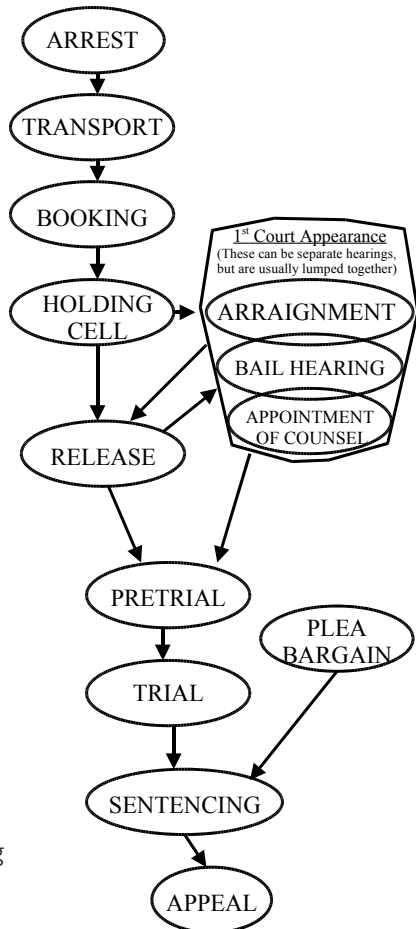 ARREST
TRANSPORT
BOOKING
1st Court Appearance
(These can be separate hearings,
but are usually lumped together)
HOLDING
CELL
ARRAIGNMENT
BAIL HEARING
APPOINTMENT
OF COUNSEL
RELEASE
PRETRIAL
PLEA
BARGAIN
TRIAL
SENTENCING
g
APPEAL